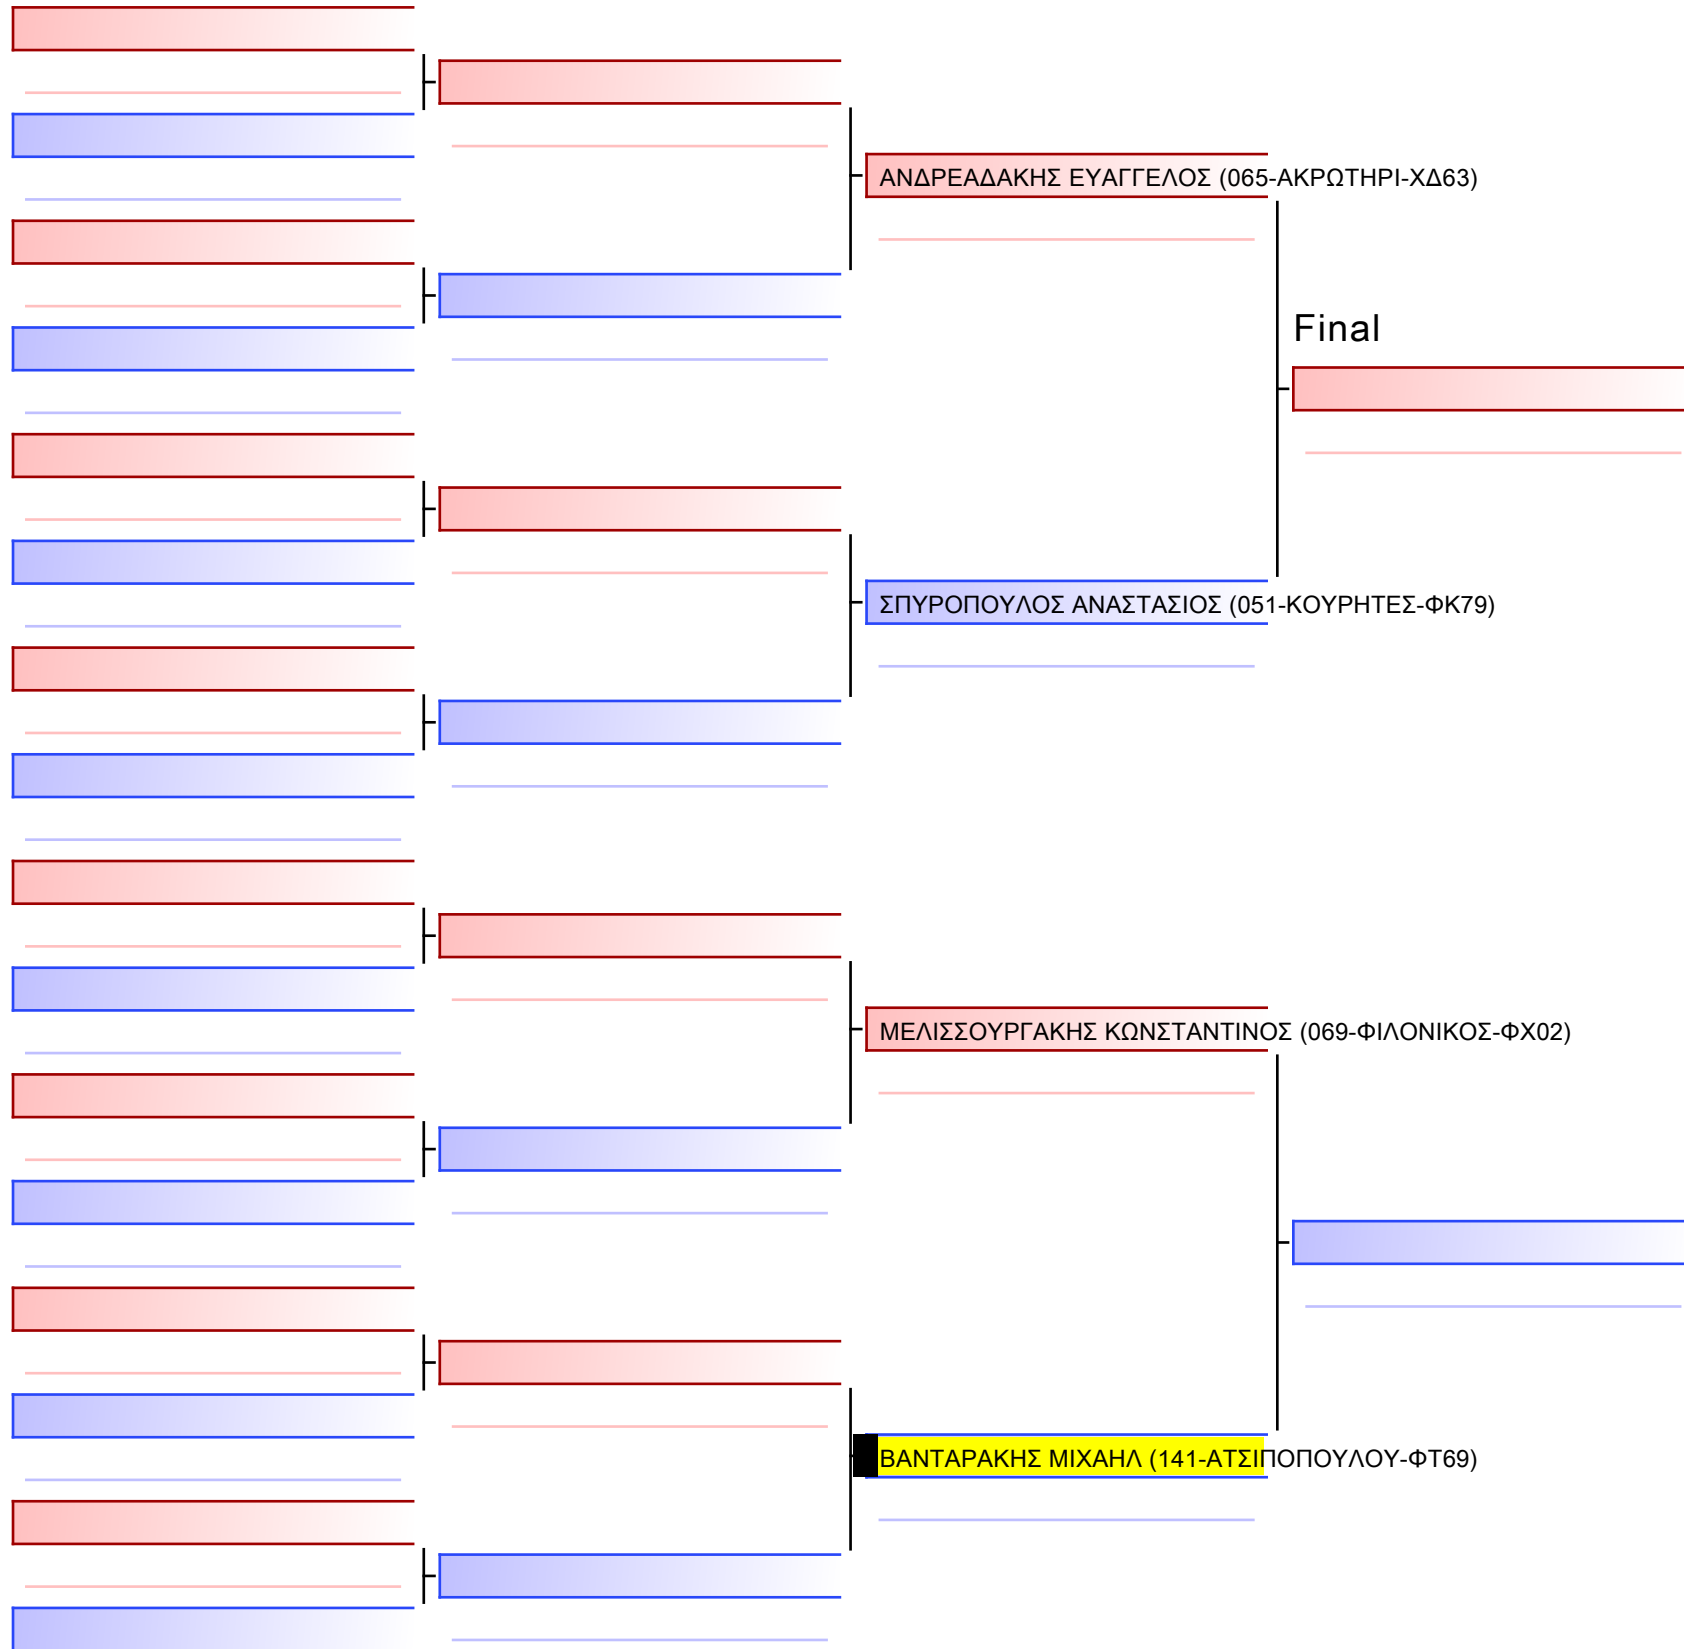 ΑΝΔΡΕΑΔΑΚΗΣ ΕΥΑΓΓΕΛΟΣ (065-ΑΚΡΩΤΗΡΙ-ΧΔ63)
Final
ΣΠΥΡΟΠΟΥΛΟΣ ΑΝΑΣΤΑΣΙΟΣ (051-ΚΟΥΡΗΤΕΣ-ΦΚ79)
ΜΕΛΙΣΣΟΥΡΓΑΚΗΣ ΚΩΝΣΤΑΝΤΙΝΟΣ (069-ΦΙΛΟΝΙΚΟΣ-ΦΧ02)
ΒΑΝΤΑΡΑΚΗΣ ΜΙΧΑΗΛ (141-ΑΤΣΙΠΟΠΟΥΛΟΥ-ΦΤ69)